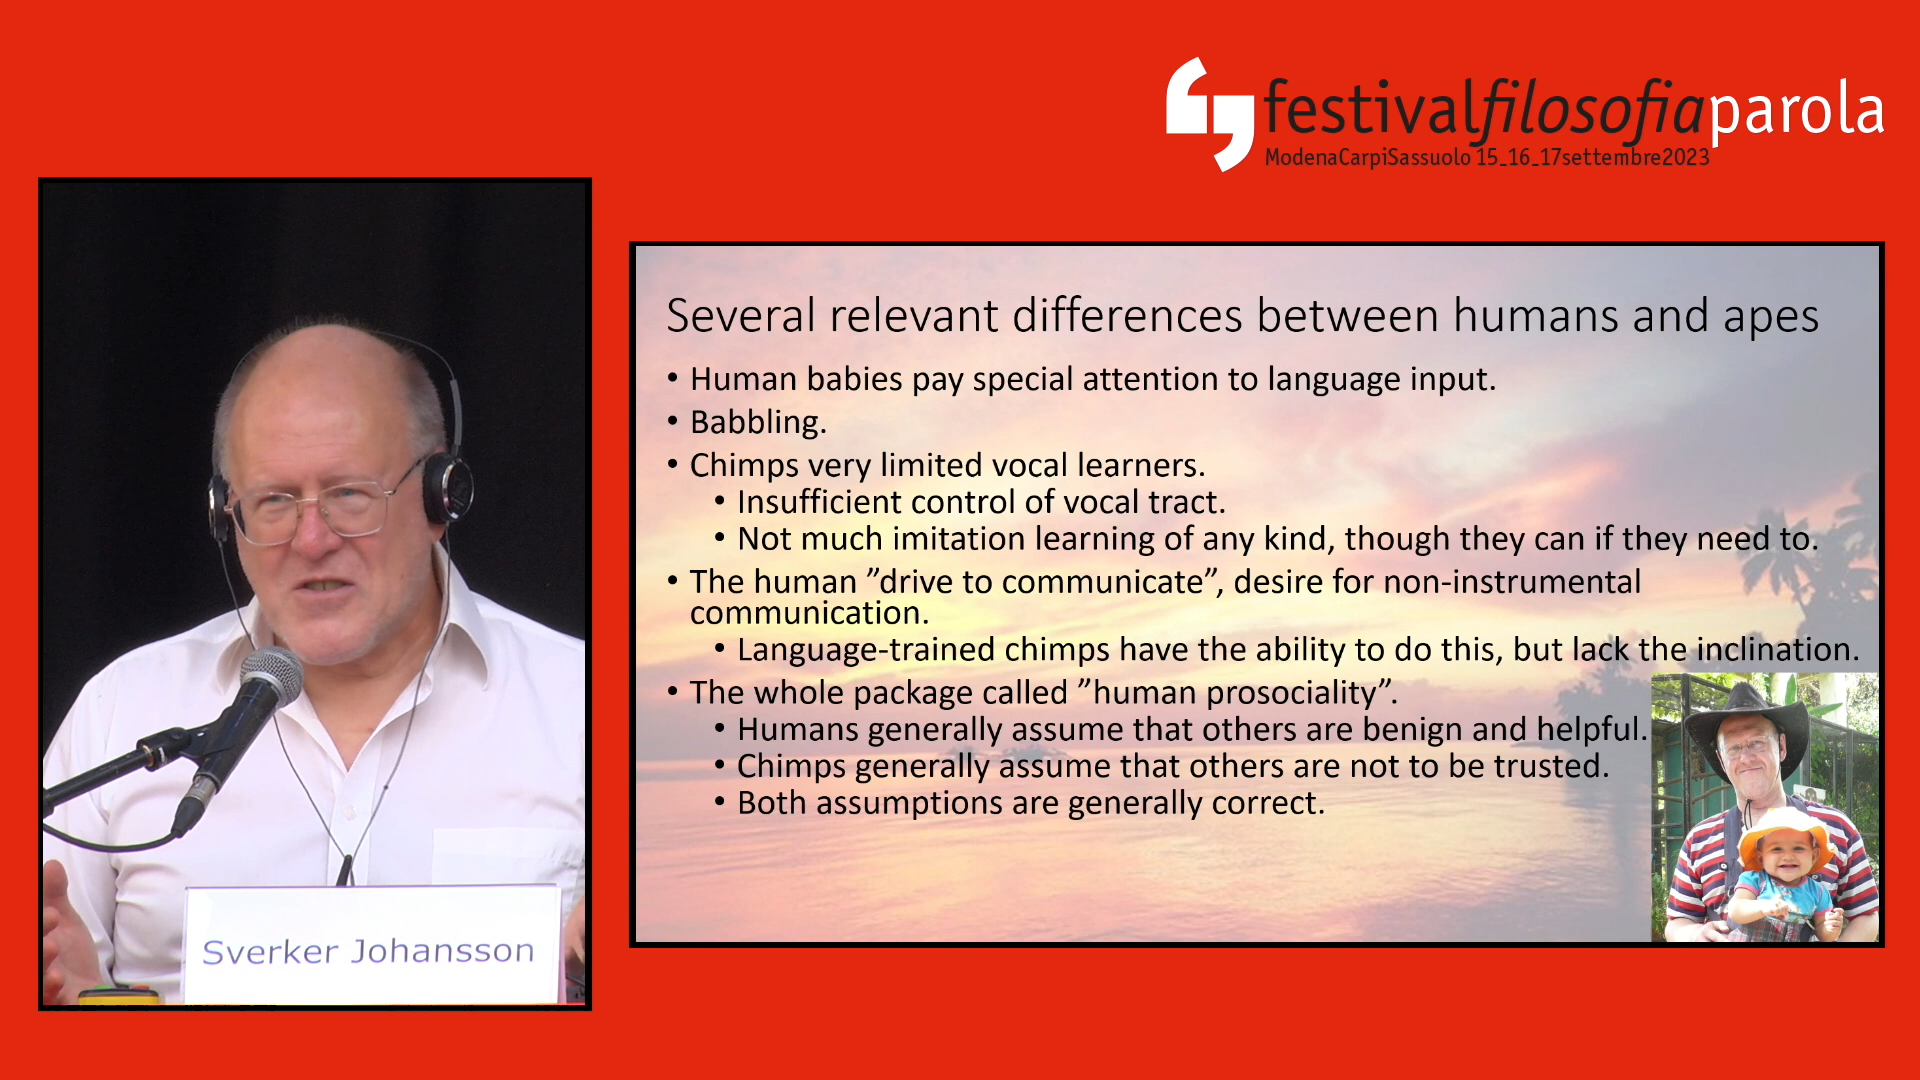 festivalfilosofiaparola
ModenaCarpiSassuolo 15_16_17settembre2023
Several relevant differences between humans and apes
• Human babies pay special attention to language input.
• Babbling.
• Chimps very limited vocal learners.
• Insufficient control of vocal tract.
• Not much imitation learning of any kind, though they can if they need to.
• The human ”drive to communicate”, desire for non-instrumental
communication.
• Language-trained chimps have the ability to do this, but lack the inclination.
• The whole package called ”human prosociality”.
• Humans generally assume that others are benign and helpful.
• Chimps generally assume that others are not to be trusted.
• Both assumptions are generally correct.
Sverker Johansson